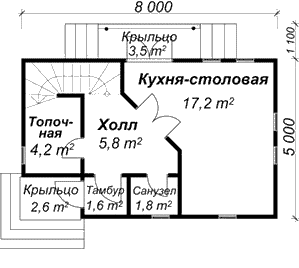 8 000
Крыльцо
3,5 m²
1 100
Кухня-столовая
17,2 m²
Топоч-
ная
4,2 m²
Холл
5,8 m²
5 000
Крыльцо
2,6 m²
Тамбур
1,6 m²
Санузел
1,8 m²